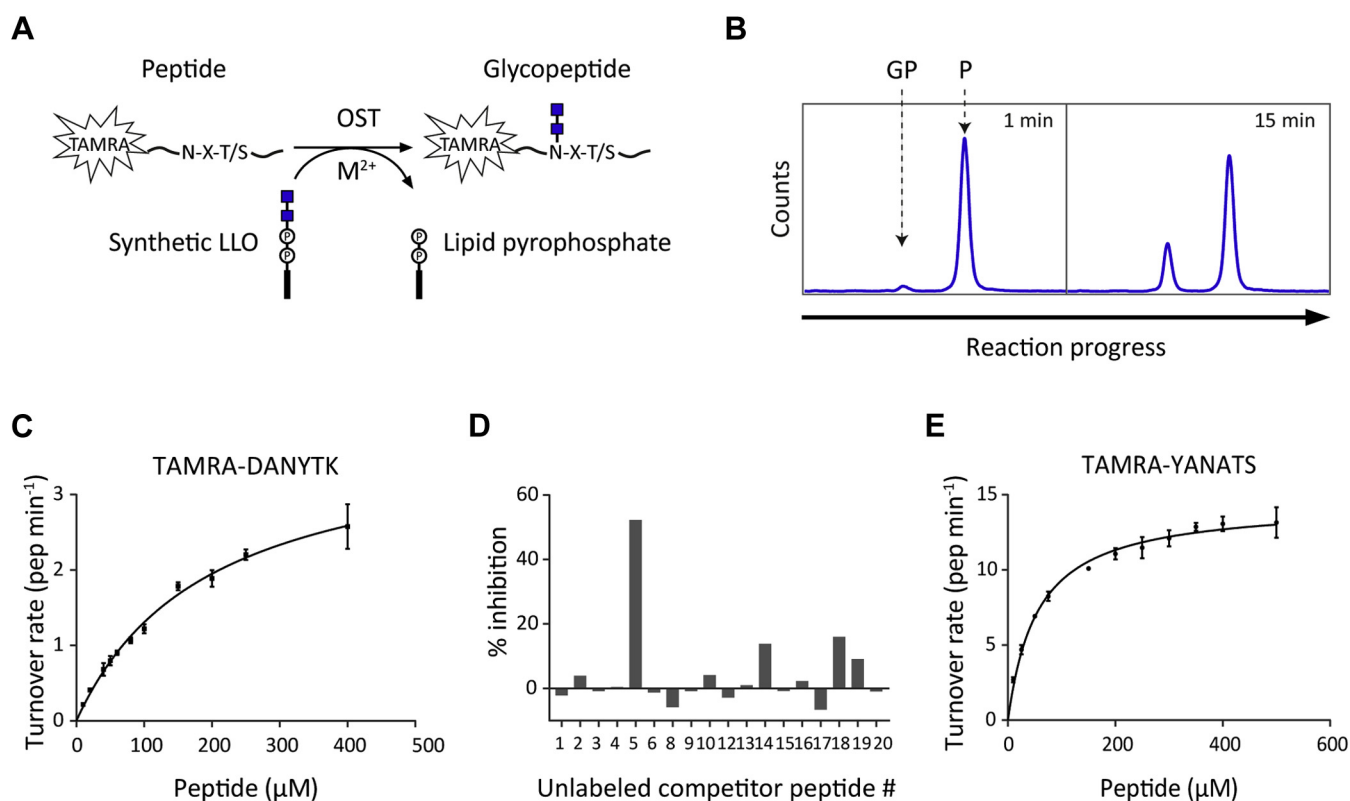 A
Peptide
Glycopeptide
TAMRA
N-X-T/S
OST
M²⁺
TAMRA
N-X-T/S
Synthetic LLO
P
P
P
P
Lipid pyrophosphate
B
GP
P
1 min
15 min
Counts
Reaction progress
C
TAMRA-DANYTK
Turnover rate (pep min⁻¹)
3
2
1
0
0 100 200 300 400 500
Peptide (μM)
D
% inhibition
60
40
20
0
1 2 3 4 5 6 8 9 10 12 13 14 15 16 17 18 19 20
Unlabeled competitor peptide #
E
TAMRA-YANATS
Turnover rate (pep min⁻¹)
15
10
5
0
0 200 400 600
Peptide (μM)